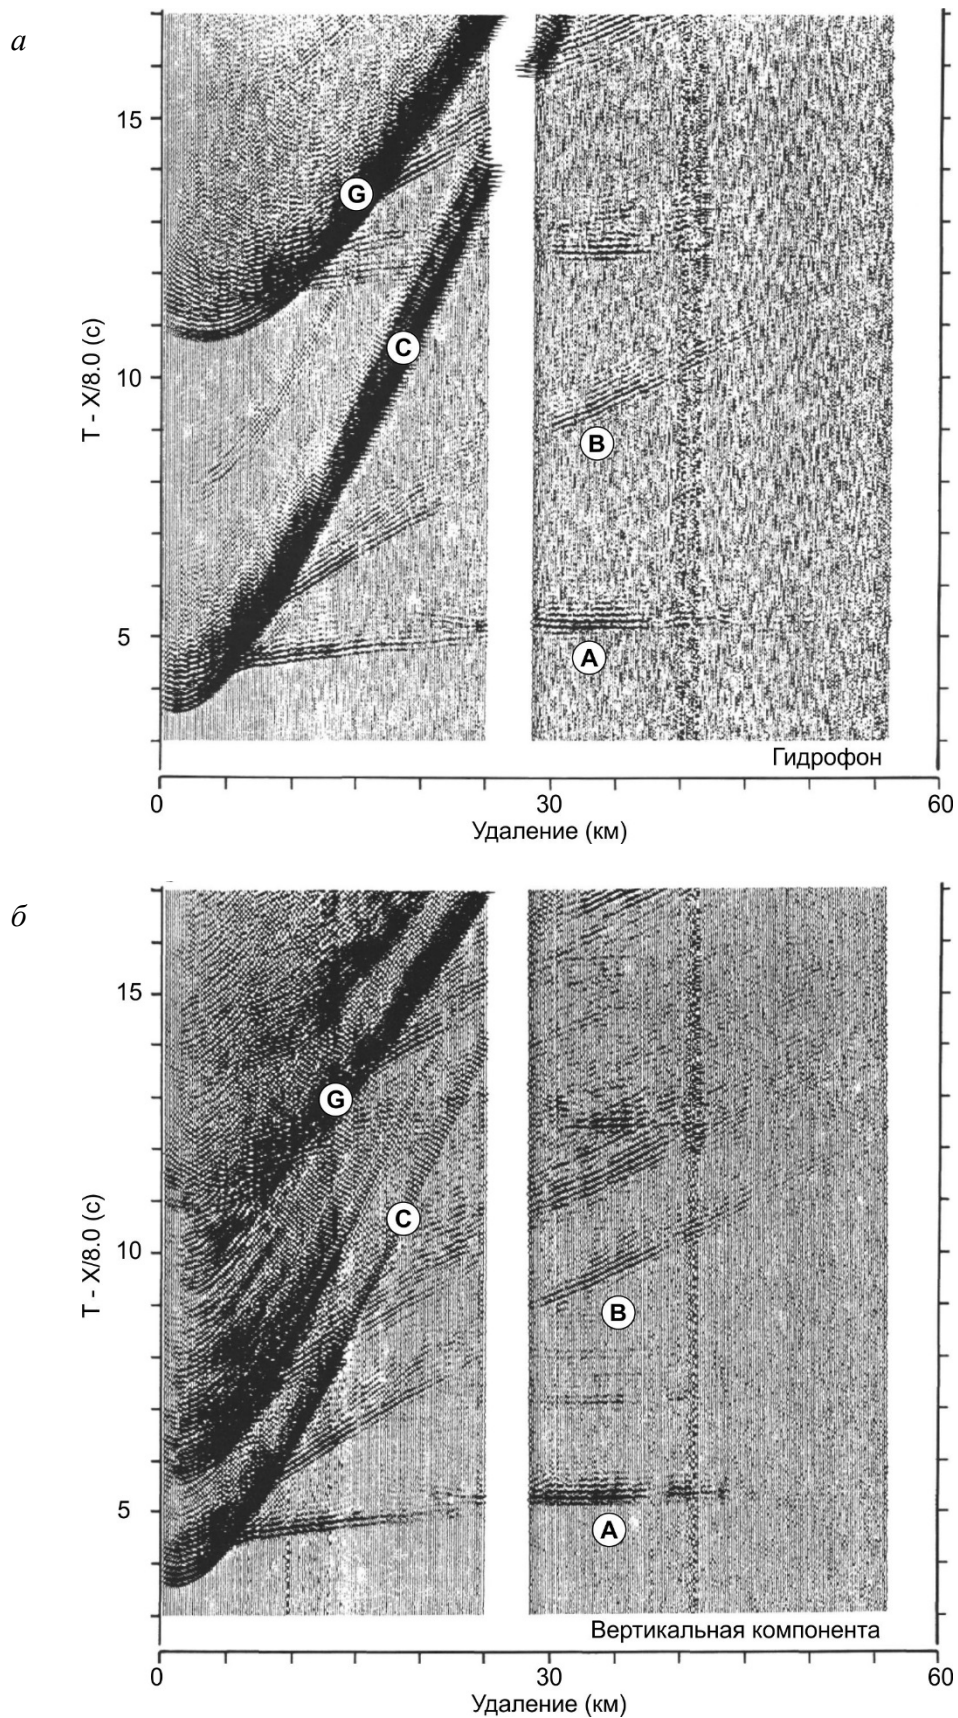 а
15
10
5
T - X/8.0 (с)
G
C
B
A
Гидрофон
0
30
60
Удаление (км)
б
15
10
5
T - X/8.0 (с)
G
C
B
A
Вертикальная компонента
0
30
60
Удаление (км)